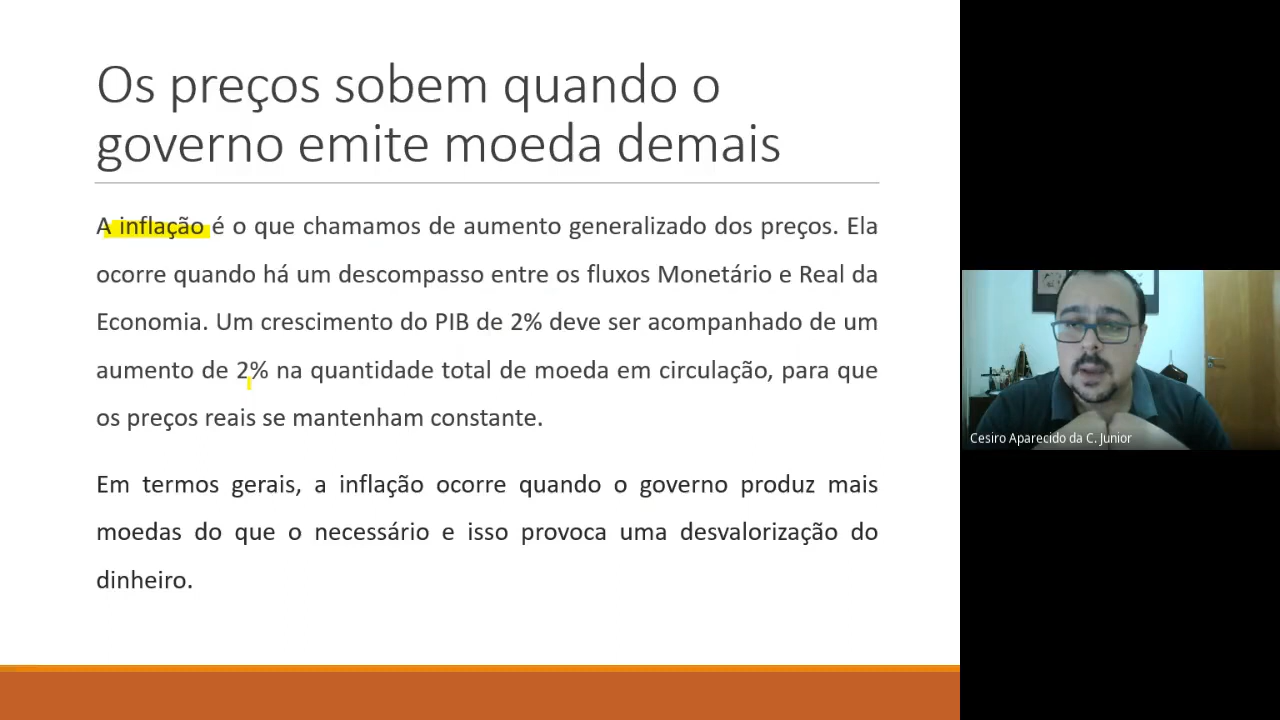 Os preços sobem quando o
governo emite moeda demais
A inflação é o que chamamos de aumento generalizado dos preços. Ela
ocorre quando há um descompasso entre os fluxos Monetário e Real da
Economia. Um crescimento do PIB de 2% deve ser acompanhado de um
aumento de 2% na quantidade total de moeda em circulação, para que
os preços reais se mantenham constante.
Em termos gerais, a inflação ocorre quando o governo produz mais
moedas do que o necessário e isso provoca uma desvalorização do
dinheiro.
Cesiro Aparecido da C. Junior